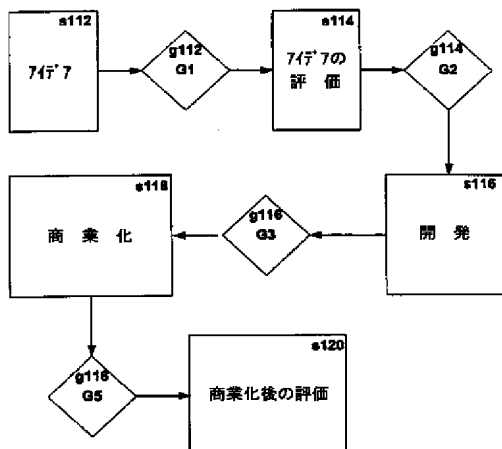 s112
ｱｲﾃﾞｱ
g112
G1
s114
ｱｲﾃﾞｱの
評 価
g114
G2
s116
開 発
g116
G3
s118
商 業 化
g118
G5
s120
商業化後の評価